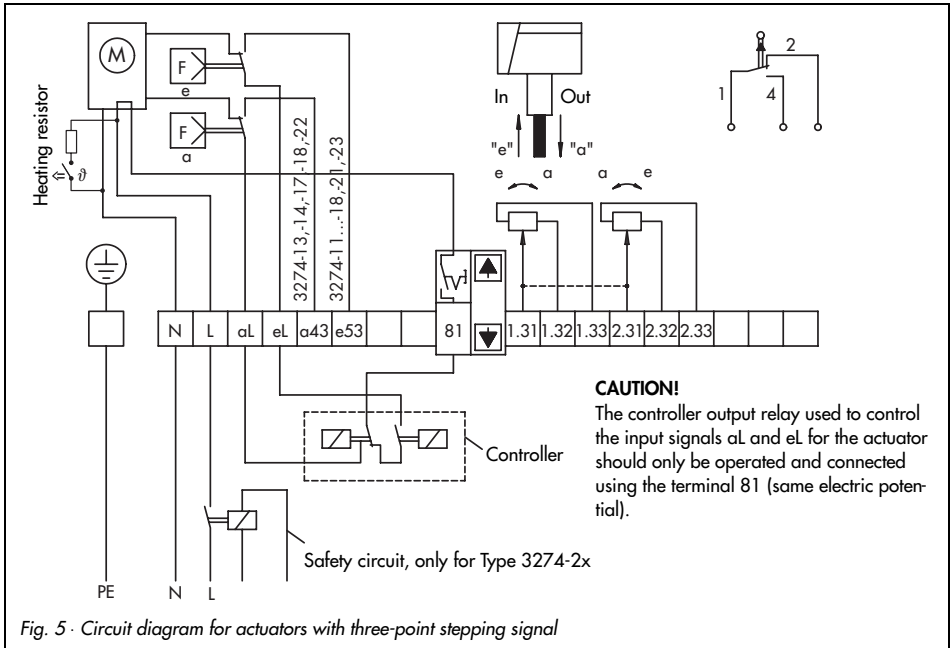 M
F
e
F
a
Heating resistor
ϑ
3274-13,-14,-17,-18,-22
3274-11...-18,-21,-23
In Out
"e" "a"
e a a e
1 4 2
N L aL eL a43 e53 81 1.31 1.32 1.33 2.31 2.32 2.33
CAUTION!
The controller output relay used to control
the input signals aL and eL for the actuator
should only be operated and connected
using the terminal 81 (same electric poten-
tial).
Controller
Safety circuit, only for Type 3274-2x
PE N L
Fig. 5 · Circuit diagram for actuators with three-point stepping signal